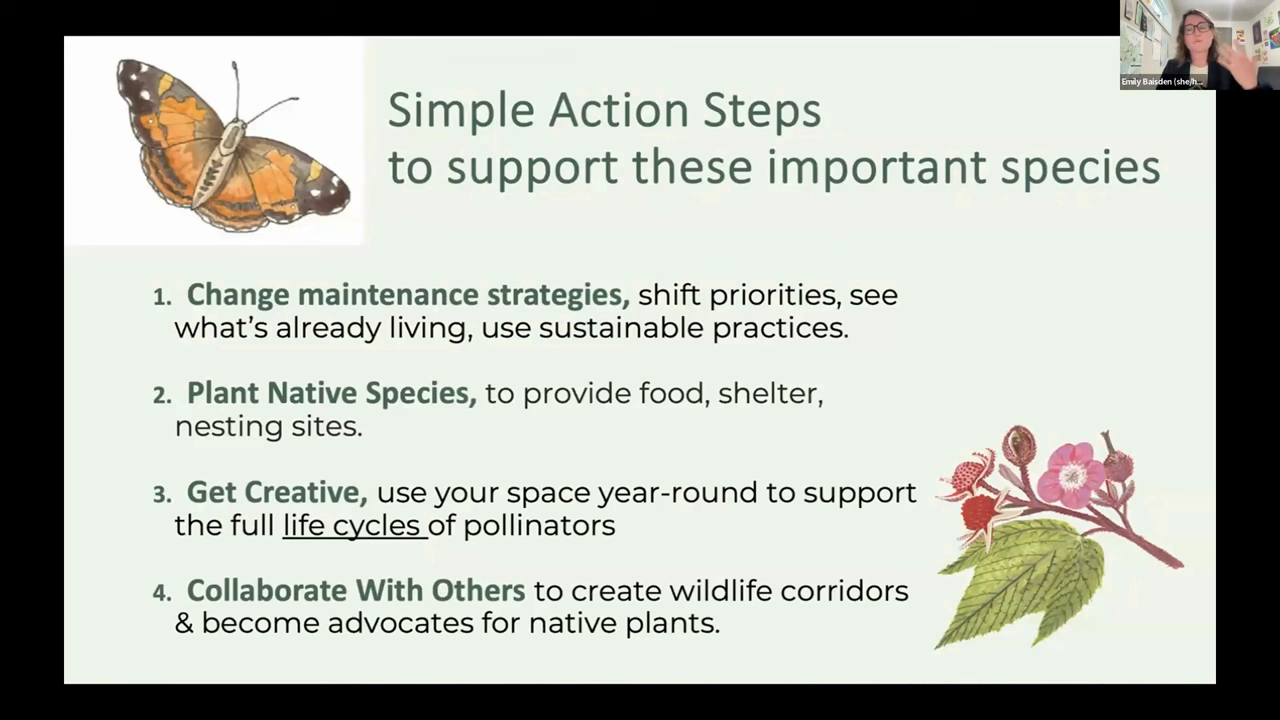 Emily Baisden (she/h...
Simple Action Steps
to support these important species
1. Change maintenance strategies, shift priorities, see
what's already living, use sustainable practices.
2. Plant Native Species, to provide food, shelter,
nesting sites.
3. Get Creative, use your space year-round to support
the full life cycles of pollinators
4. Collaborate With Others to create wildlife corridors
& become advocates for native plants.